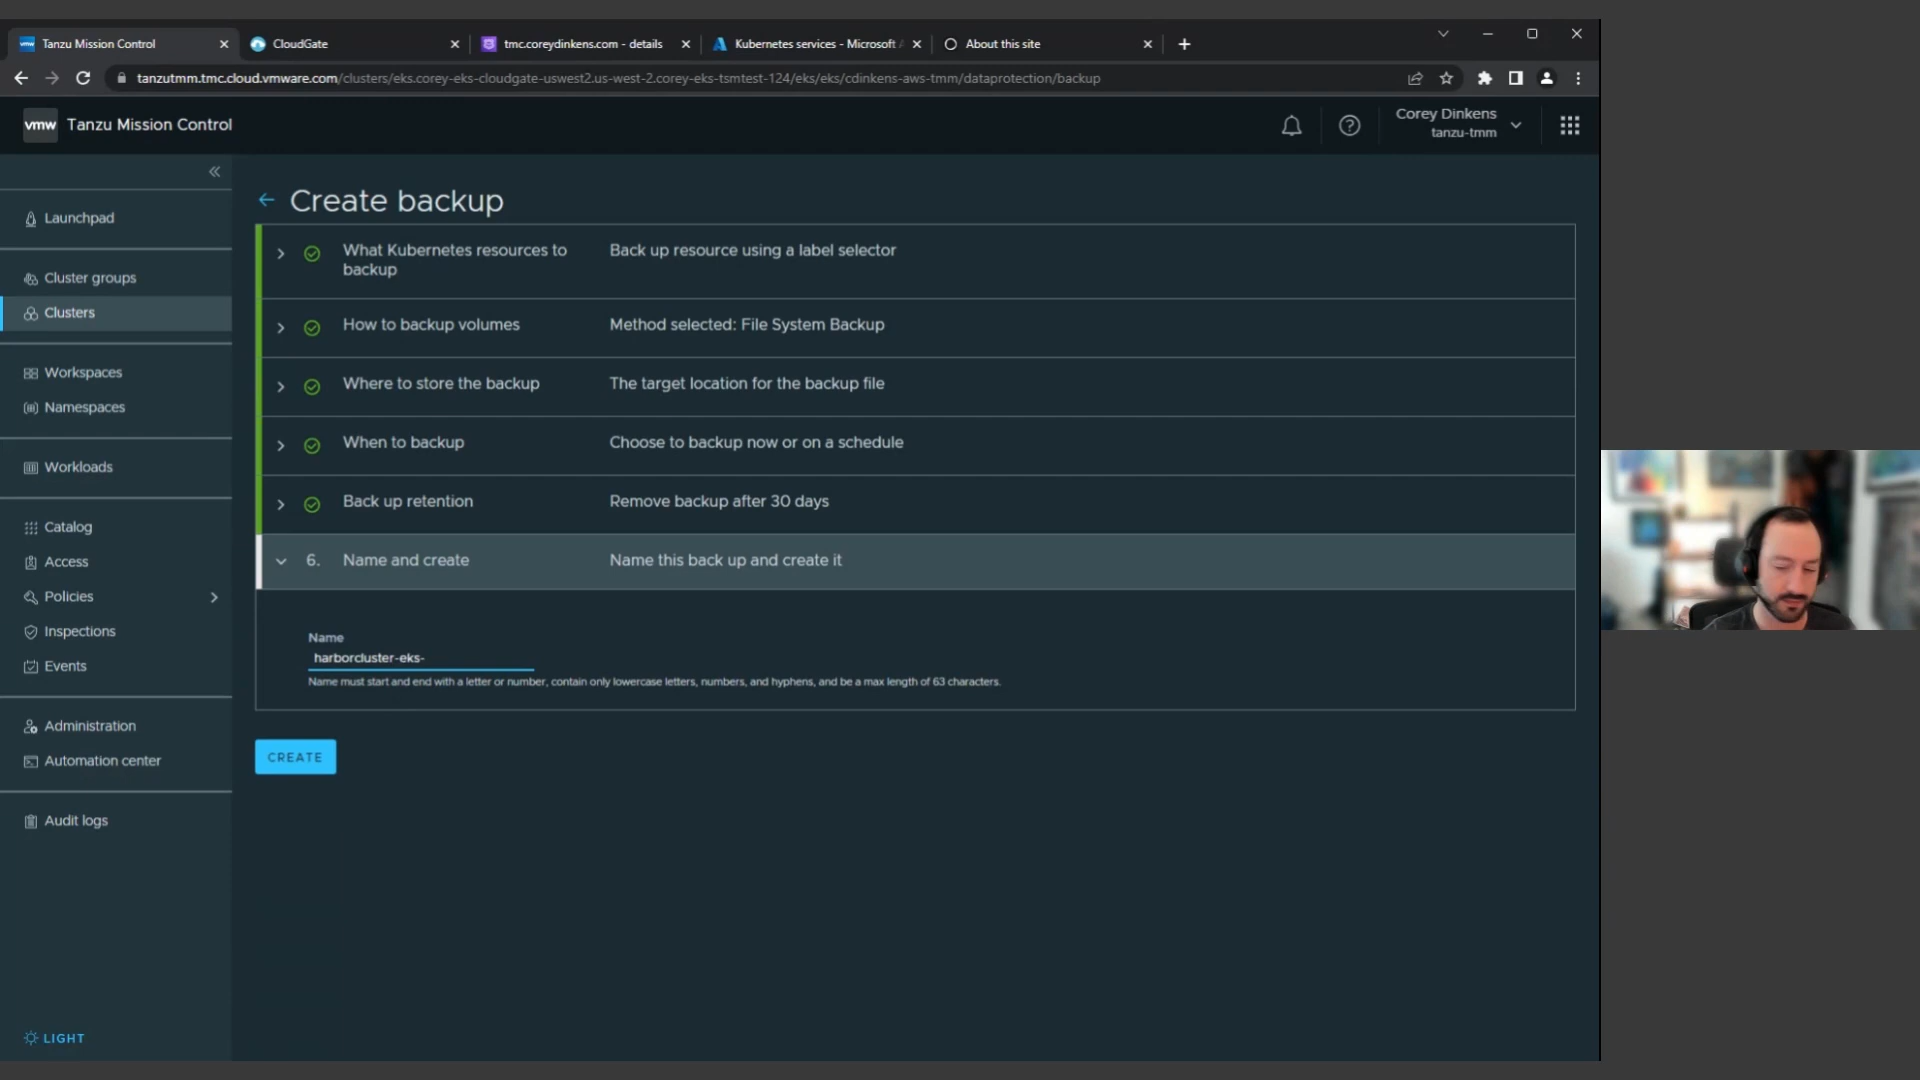 Tanzu Mission Control
CloudGate
tmc.coreydinkens.com - details
Kubernetes services - Microsoft A
About this site
tanzutmm.tmc.cloud.vmware.com/clusters/eks.corey-eks-cloudgate-uswest2.us-west-2.corey-eks-tsmtest-124/eks/eks/cdinkens-aws-tmm/dataprotection/backup
vmw Tanzu Mission Control
Corey Dinkens
tanzu-tmm
Launchpad
Cluster groups
Clusters
Workspaces
Namespaces
Workloads
Catalog
Access
Policies
Inspections
Events
Administration
Automation center
Audit logs
LIGHT
Create backup
What Kubernetes resources to backup
Back up resource using a label selector
How to backup volumes
Method selected: File System Backup
Where to store the backup
The target location for the backup file
When to backup
Choose to backup now or on a schedule
Back up retention
Remove backup after 30 days
6. Name and create
Name this back up and create it
Name
harborcluster-eks-
Name must start and end with a letter or number, contain only lowercase letters, numbers, and hyphens, and be a max length of 63 characters.
CREATE